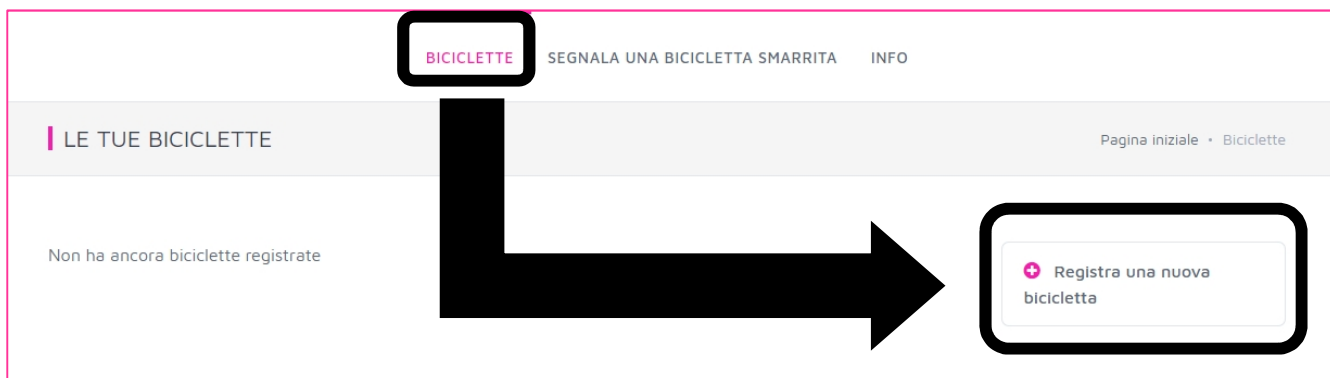 BICICLETTE SEGNALA UNA BICICLETTA SMARRITA INFO
LE TUE BICICLETTE
Pagina iniziale • Biciclette
Non ha ancora biciclette registrate
Registra una nuova
bicicletta